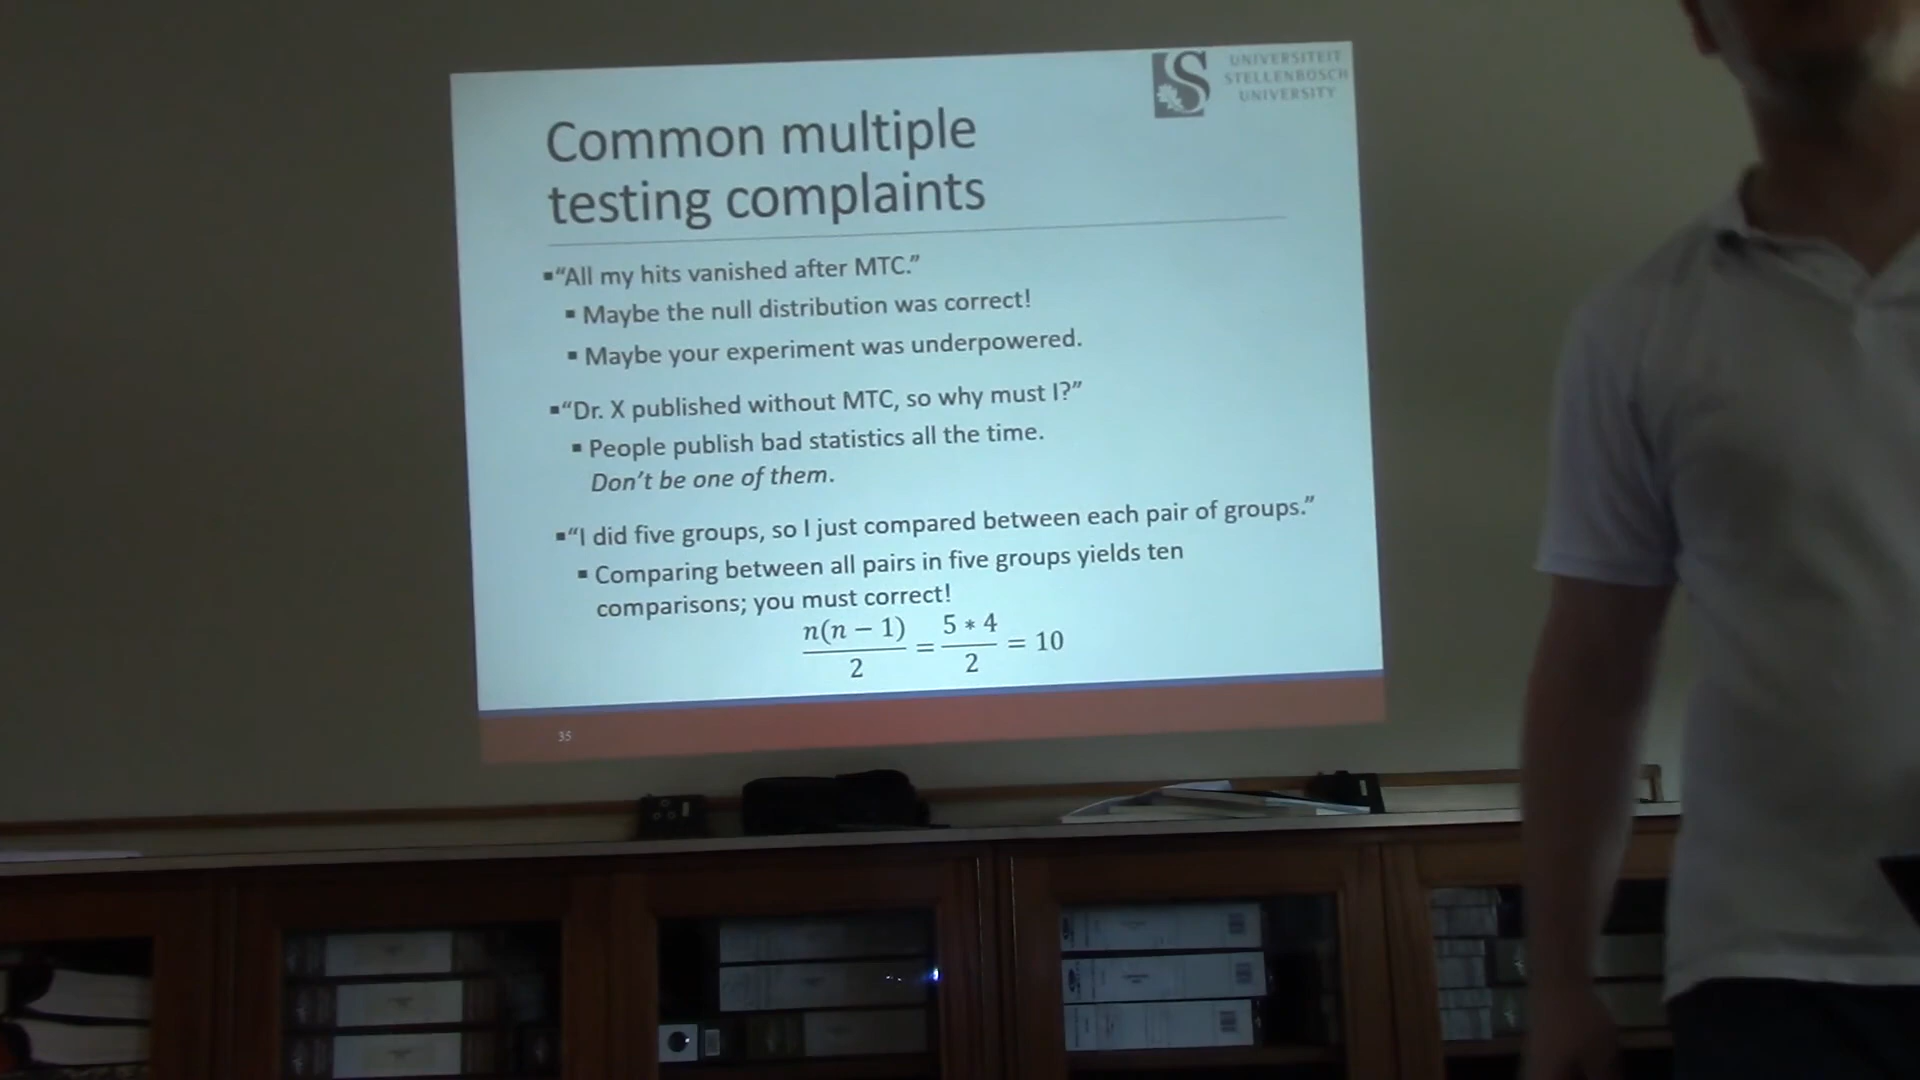 UNIVERSITEIT
STELLENBOSCH
UNIVERSITY
Common multiple
testing complaints
▪“All my hits vanished after MTC.”
▪ Maybe the null distribution was correct!
▪ Maybe your experiment was underpowered.
▪“Dr. X published without MTC, so why must I?”
▪ People publish bad statistics all the time.
Don’t be one of them.
▪“I did five groups, so I just compared between each pair of groups.”
▪ Comparing between all pairs in five groups yields ten
comparisons; you must correct!
n(n − 1)/2 = 5 * 4/2 = 10
35